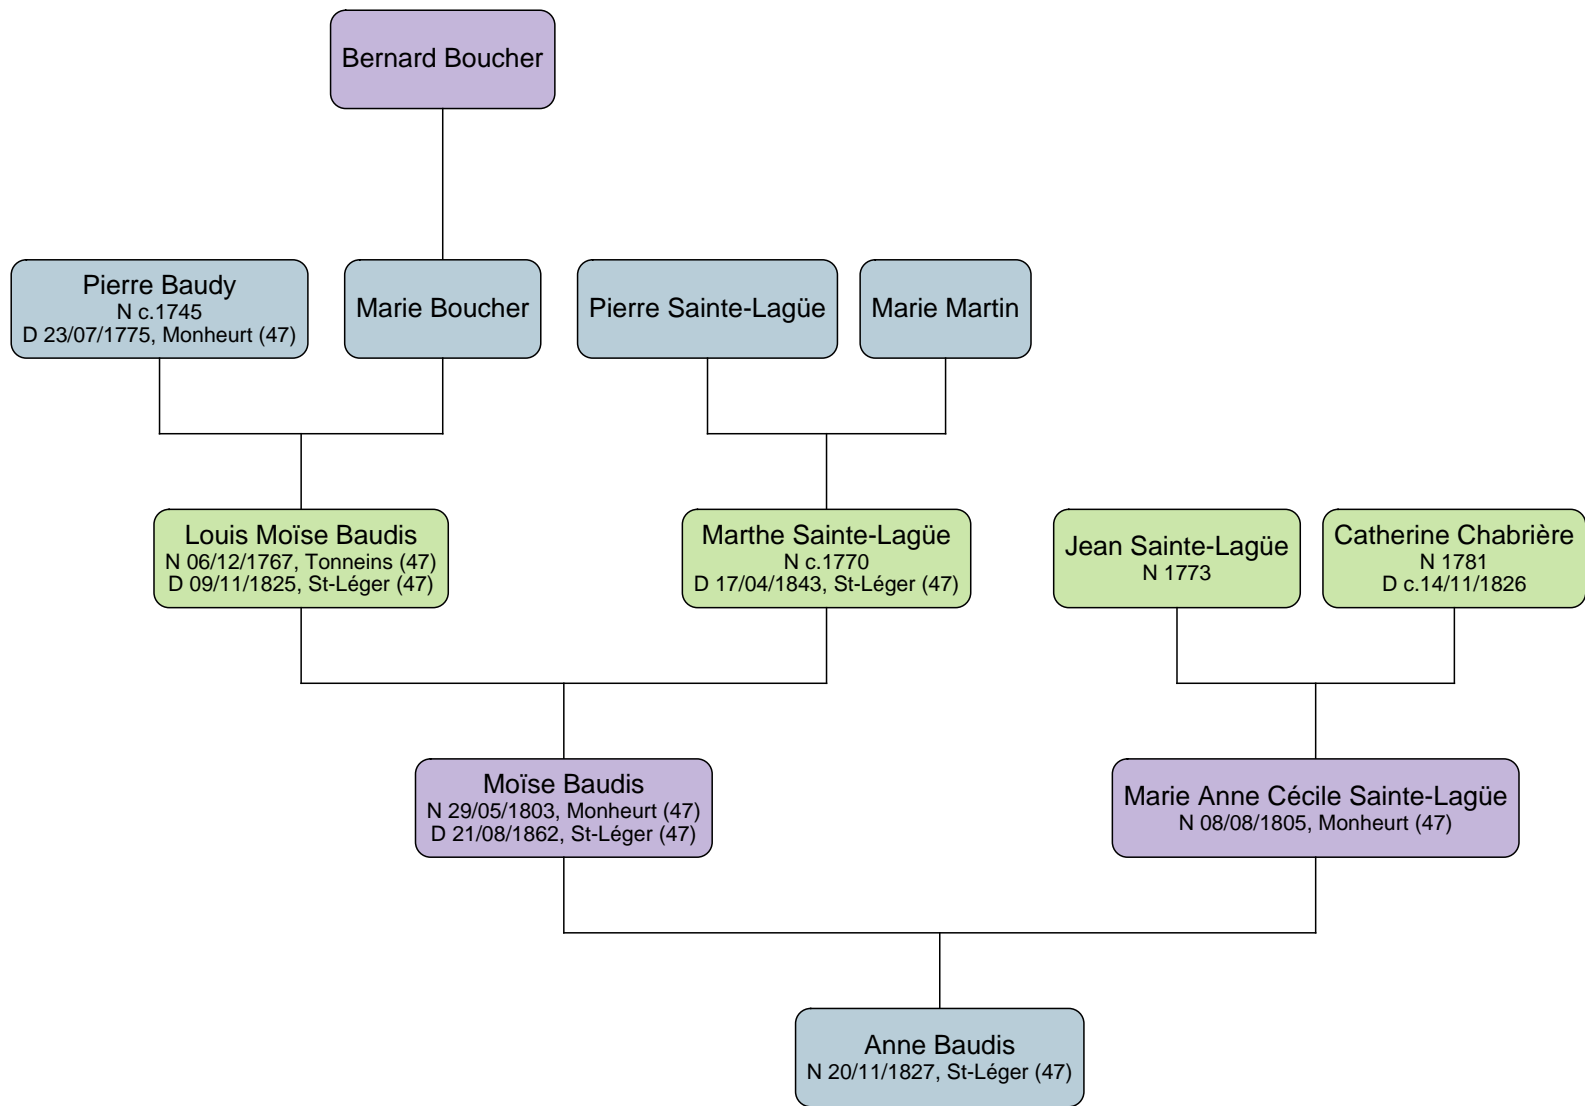 Bernard Boucher
Pierre Baudy
N c.1745
D 23/07/1775, Monheurt (47)
Marie Boucher
Pierre Sainte-Lagüe
Marie Martin
Louis Moïse Baudis
N 06/12/1767, Tonneins (47)
D 09/11/1825, St-Léger (47)
Marthe Sainte-Lagüe
N c.1770
D 17/04/1843, St-Léger (47)
Jean Sainte-Lagüe
N 1773
Catherine Chabrière
N 1781
D c.14/11/1826
Moïse Baudis
N 29/05/1803, Monheurt (47)
D 21/08/1862, St-Léger (47)
Marie Anne Cécile Sainte-Lagüe
N 08/08/1805, Monheurt (47)
Anne Baudis
N 20/11/1827, St-Léger (47)